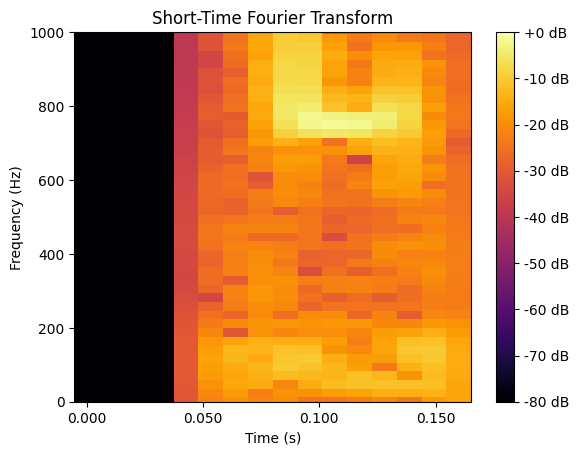 Short-Time Fourier Transform
1000
800
600
400
200
0
Frequency (Hz)
0.000
0.050
0.100
0.150
Time (s)
+0 dB
-10 dB
-20 dB
-30 dB
-40 dB
-50 dB
-60 dB
-70 dB
-80 dB